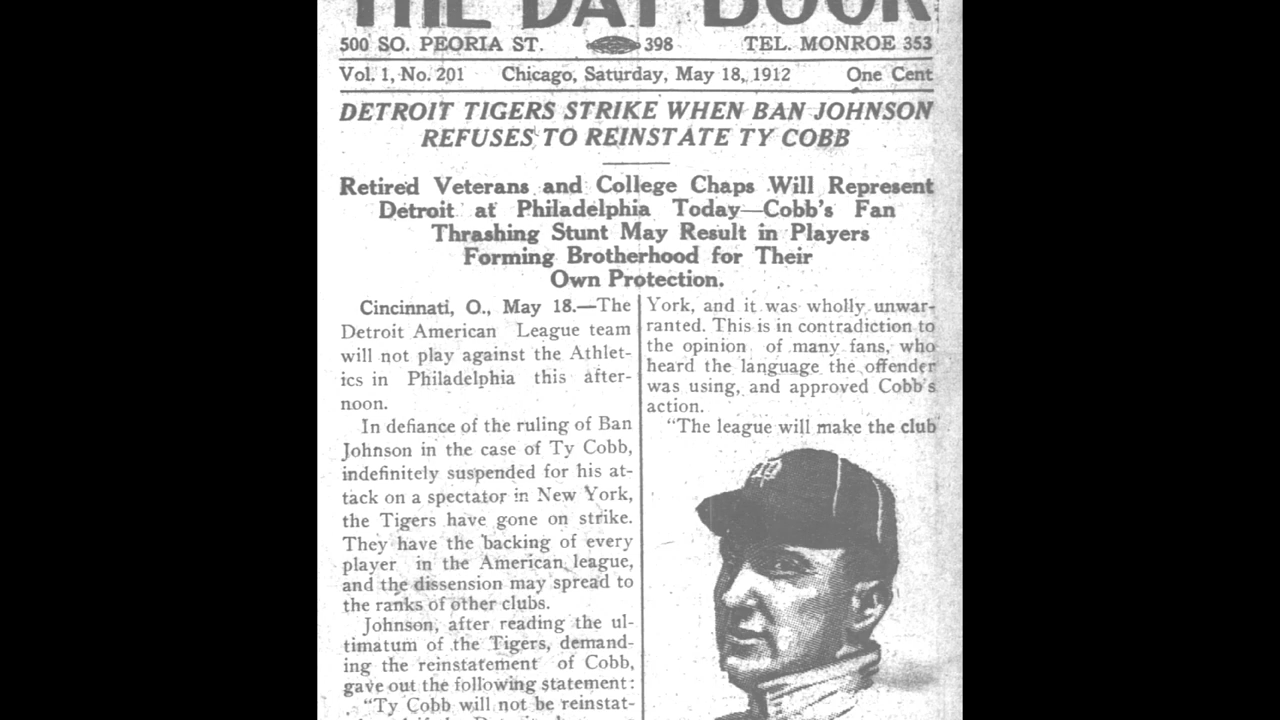 THE DAY BOOK
500 SO. PEORIA ST. 398 TEL. MONROE 353
Vol. 1, No. 201 Chicago, Saturday, May 18, 1912 One Cent
DETROIT TIGERS STRIKE WHEN BAN JOHNSON
REFUSES TO REINSTATE TY COBB
Retired Veterans and College Chaps Will Represent
Detroit at Philadelphia Today—Cobb's Fan
Thrashing Stunt May Result in Players
Forming Brotherhood for Their
Own Protection.
Cincinnati, O., May 18.—The
Detroit American League team
will not play against the Athlet-
ics in Philadelphia this after-
noon.
In defiance of the ruling of Ban
Johnson in the case of Ty Cobb,
indefinitely suspended for his at-
tack on a spectator in New York,
the Tigers have gone on strike.
They have the backing of every
player in the American league,
and the dissension may spread to
the ranks of other clubs.
Johnson, after reading the ul-
timatum of the Tigers, demand-
ing the reinstatement of Cobb,
gave out the following statement:
"Ty Cobb will not be reinstat-
York, and it was wholly unwar-
ranted. This is in contradiction to
the opinion of many fans, who
heard the language the offender
was using, and approved Cobb's
action.
"The league will make the club